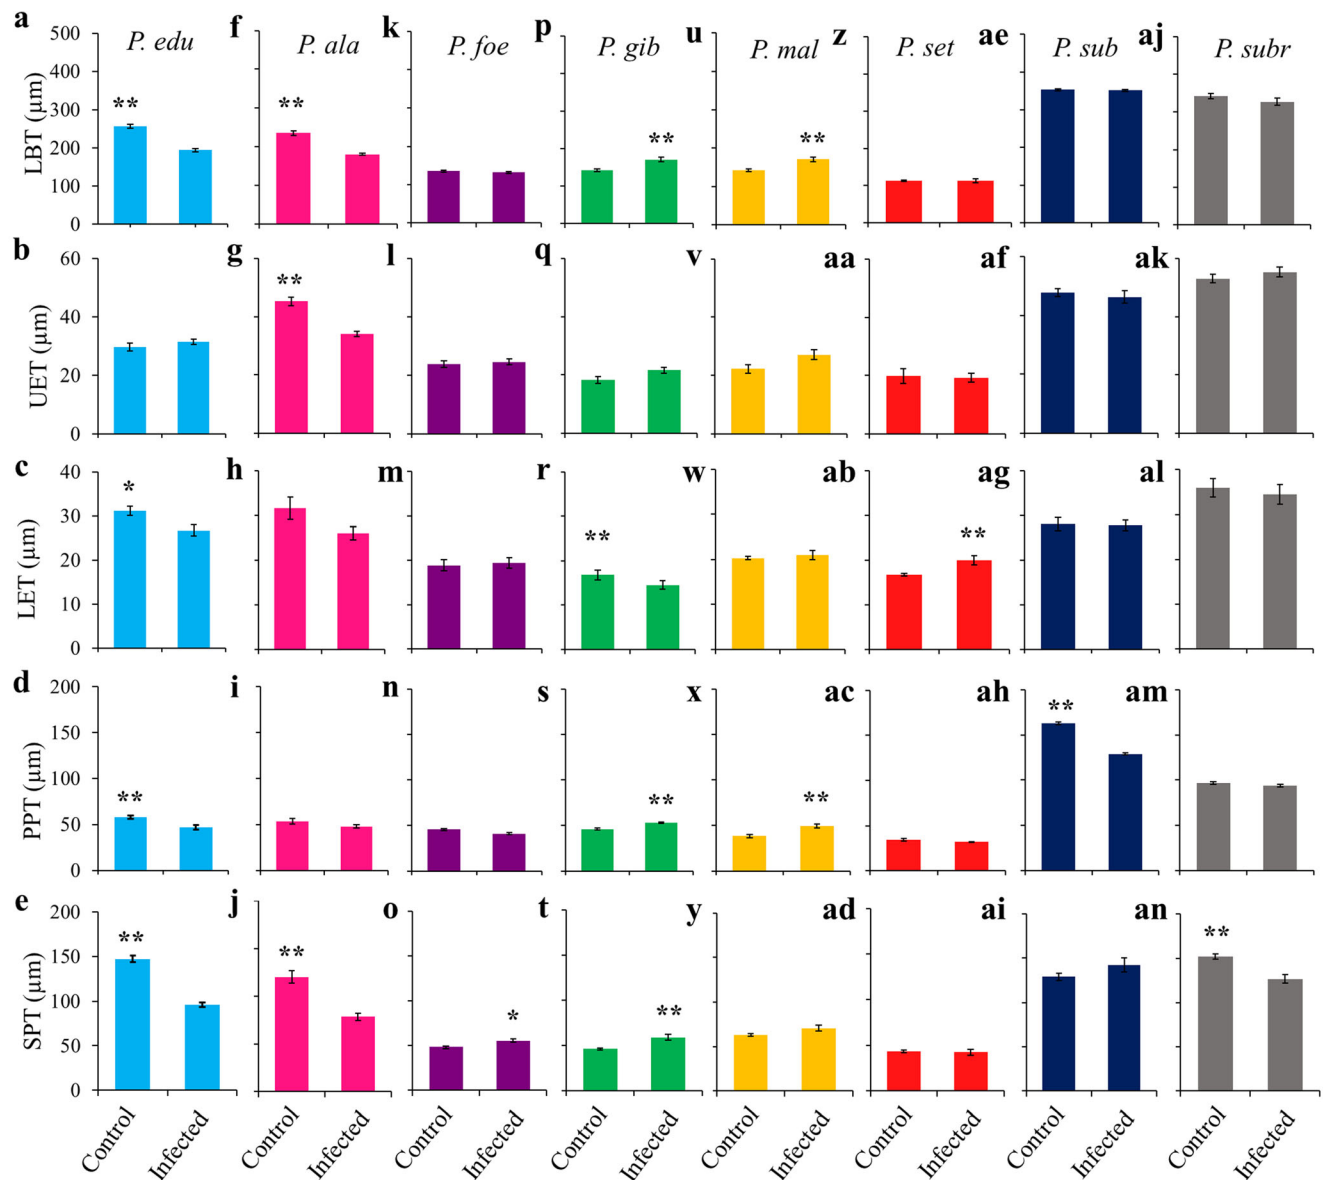 a f k p u z ae aj
P. edu P. ala P. foe P. gib P. mal P. set P. sub P. subr
LBT (μm)
500
400
300
200
100
0
** ** ** **
b g l q v aa af ak
UET (μm)
60
40
20
0
**
c h m r w ab ag al
LET (μm)
40
30
20
10
0
* ** **
d i n s x ac ah am
PPT (μm)
200
150
100
50
0
** ** ** **
e j o t y ad ai an
SPT (μm)
200
150
100
50
0
** ** * ** **
Control Infected Control Infected Control Infected Control Infected Control Infected Control Infected Control Infected Control Infected